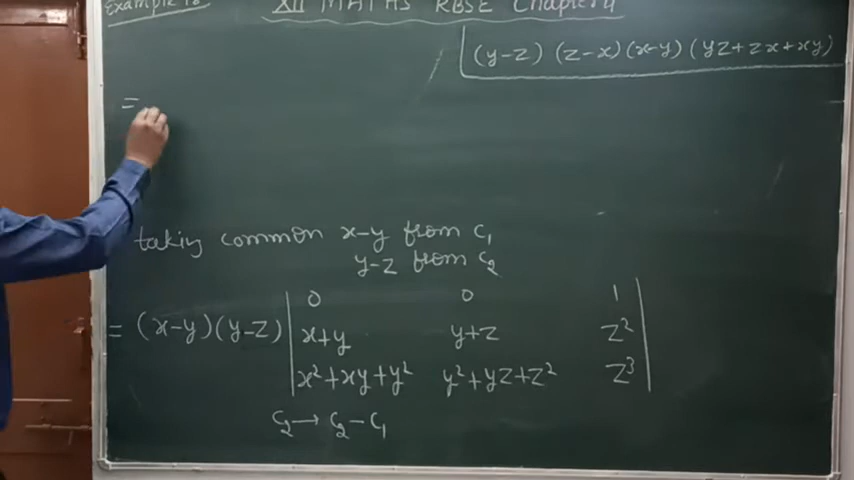 Example 18 XII MATHS RBSE Chapter 4
(y-z) (z-x) (x-y) (yz+zx+xy)
=
taking common x-y from C₁
y-z from C₂
= (x-y)(y-z) | 0 0 1 |
| x+y y+z z² |
| x²+xy+y² y²+yz+z² z³ |
C₂→ C₂-C₁